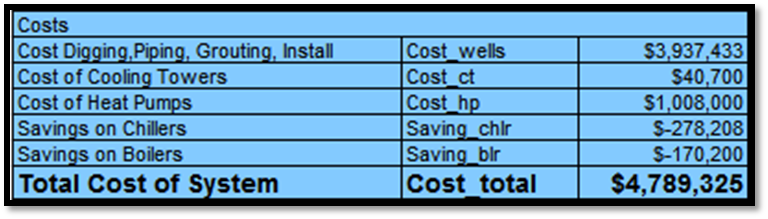 Costs
Cost Digging,Piping, Grouting, Install Cost_wells $3,937,433
Cost of Cooling Towers Cost_ct $40,700
Cost of Heat Pumps Cost_hp $1,008,000
Savings on Chillers Saving_chlr $-278,208
Savings on Boilers Saving_blr $-170,200
Total Cost of System Cost_total $4,789,325